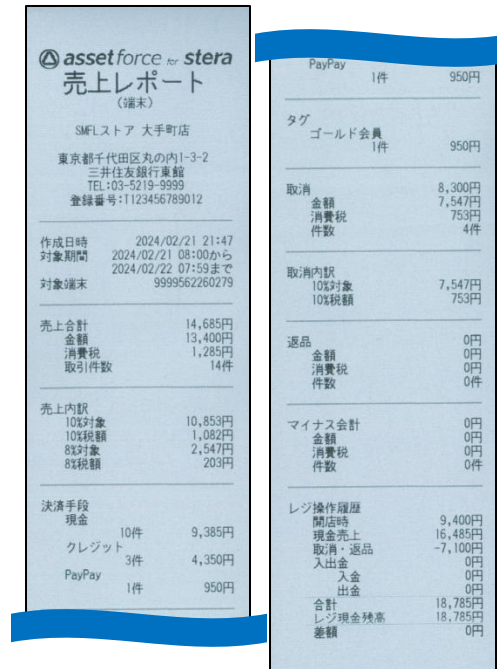 assetforce for stera
売上レポート
(端末)
SMFLストア 大手町店
東京都千代田区丸の内1-3-2
三井住友銀行東館
TEL:03-5219-9999
登録番号:T123456789012
作成日時 2024/02/21 21:47
対象期間 2024/02/21 08:00から
2024/02/22 07:59まで
対象端末 9999562260279
売上合計 14,685円
金額 13,400円
消費税 1,285円
取引件数 14件
売上内訳
10%対象 10,853円
10%税額 1,082円
8%対象 2,547円
8%税額 203円
決済手段
現金
10件 9,385円
クレジット
3件 4,350円
PayPay
1件 950円
PayPay
1件 950円
タグ
ゴールド会員
1件 950円
取消 8,300円
金額 7,547円
消費税 753円
件数 4件
取消内訳
10%対象 7,547円
10%税額 753円
返品 0円
金額 0円
消費税 0円
件数 0件
マイナス会計 0円
金額 0円
消費税 0円
件数 0件
レジ操作履歴
開店時 9,400円
現金売上 16,485円
取消・返品 -7,100円
入出金 0円
入金 0円
出金 0円
合計 18,785円
レジ現金残高 18,785円
差額 0円